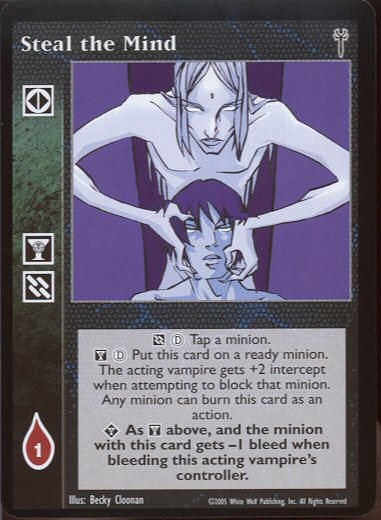 Steal the Mind
D Tap a minion.
D Put this card on a ready minion.
The acting vampire gets +2 intercept
when attempting to block that minion.
Any minion can burn this card as an
action.
As above, and the minion
with this card gets –1 bleed when
bleeding this acting vampire's
controller.
1
Illus: Becky Cloonan ©2005 White Wolf Publishing, Inc. All Rights Reserved